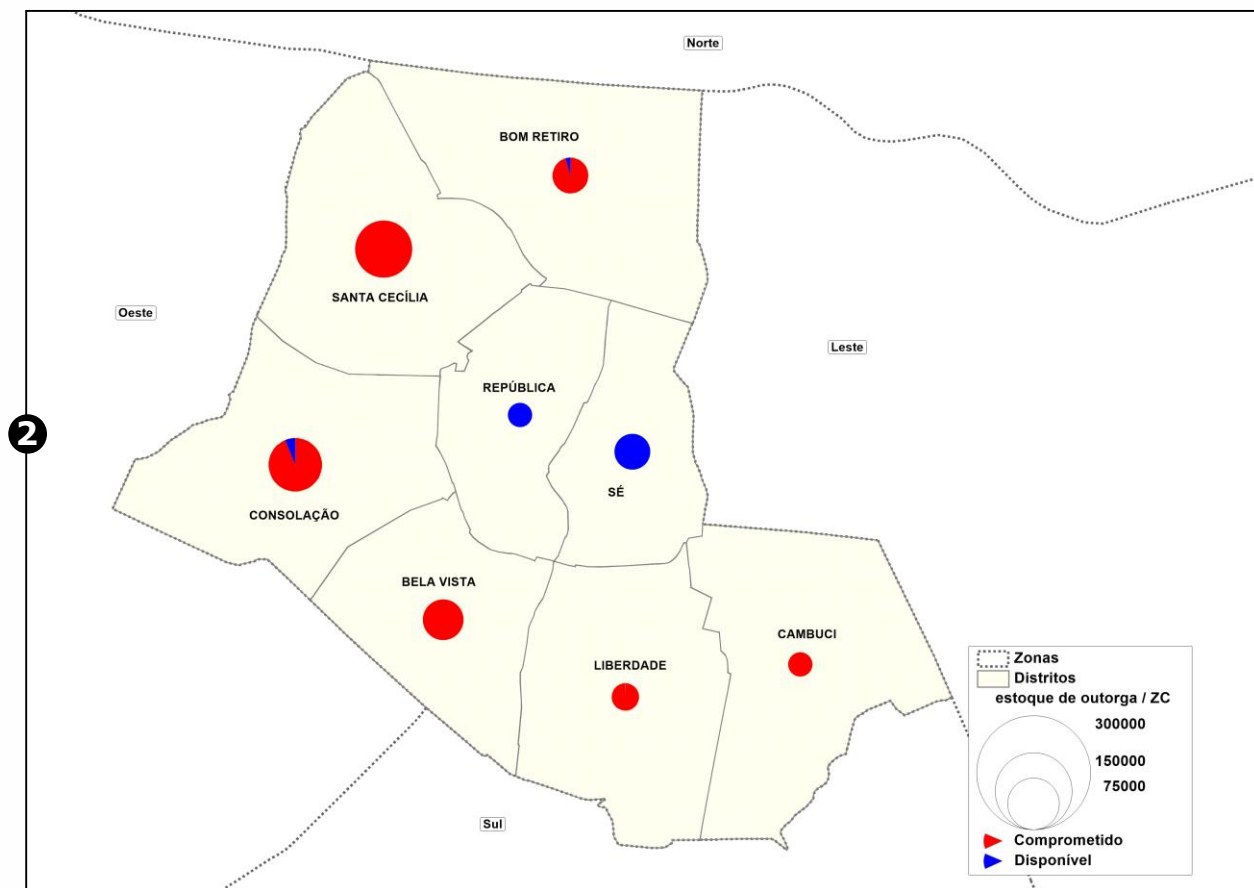 Norte
BOM RETIRO
SANTA CECÍLIA
Oeste
Leste
REPÚBLICA
2
SÉ
CONSOLAÇÃO
BELA VISTA
CAMBUCI
LIBERDADE
Zonas
Distritos
estoque de outorga / ZC
300000
150000
75000
Sul
Comprometido
Disponível